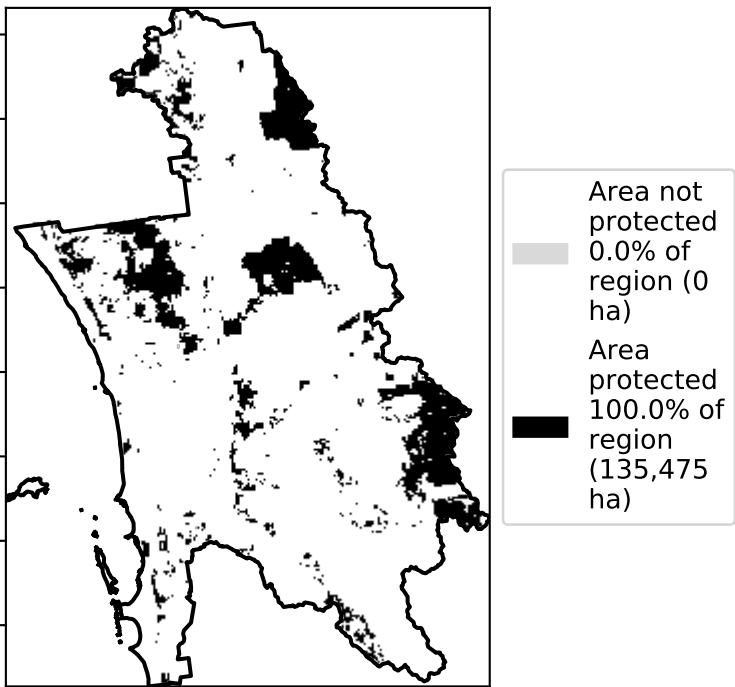 Area not
protected
0.0% of
region (0
ha)
Area
protected
100.0% of
region
(135,475
ha)